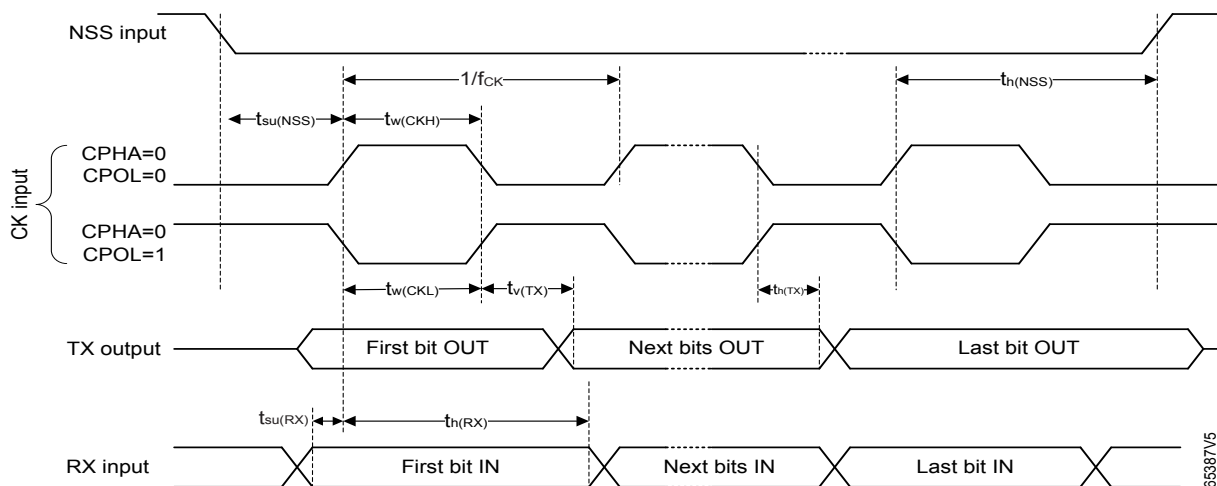 NSS input
1/fCK
th(NSS)
tsu(NSS)
tw(CKH)
CK input
CPHA=0
CPOL=0
CPHA=0
CPOL=1
tw(CKL)
tv(TX)
th(TX)
TX output
First bit OUT
Next bits OUT
Last bit OUT
tsu(RX)
th(RX)
RX input
First bit IN
Next bits IN
Last bit IN
65387V5